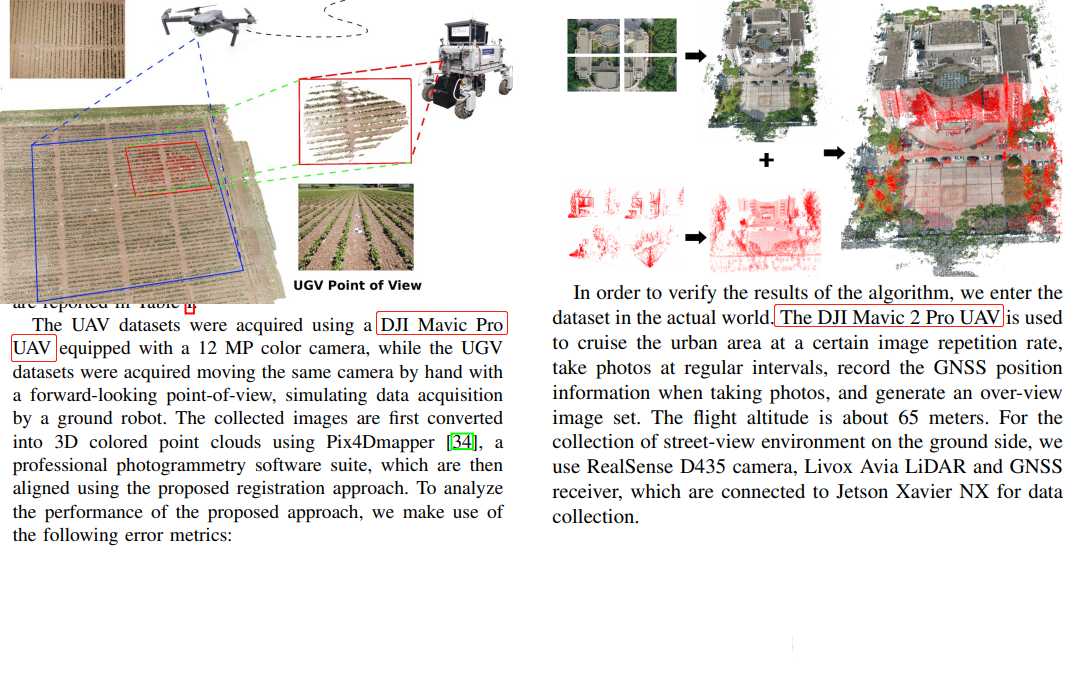 UGV Point of View
are reported in Table
The UAV datasets were acquired using a DJI Mavic Pro
UAV equipped with a 12 MP color camera, while the UGV
datasets were acquired moving the same camera by hand with
a forward-looking point-of-view, simulating data acquisition
by a ground robot. The collected images are first converted
into 3D colored point clouds using Pix4Dmapper [34], a
professional photogrammetry software suite, which are then
aligned using the proposed registration approach. To analyze
the performance of the proposed approach, we make use of
the following error metrics:
+
In order to verify the results of the algorithm, we enter the
dataset in the actual world. The DJI Mavic 2 Pro UAV is used
to cruise the urban area at a certain image repetition rate,
take photos at regular intervals, record the GNSS position
information when taking photos, and generate an over-view
image set. The flight altitude is about 65 meters. For the
collection of street-view environment on the ground side, we
use RealSense D435 camera, Livox Avia LiDAR and GNSS
receiver, which are connected to Jetson Xavier NX for data
collection.